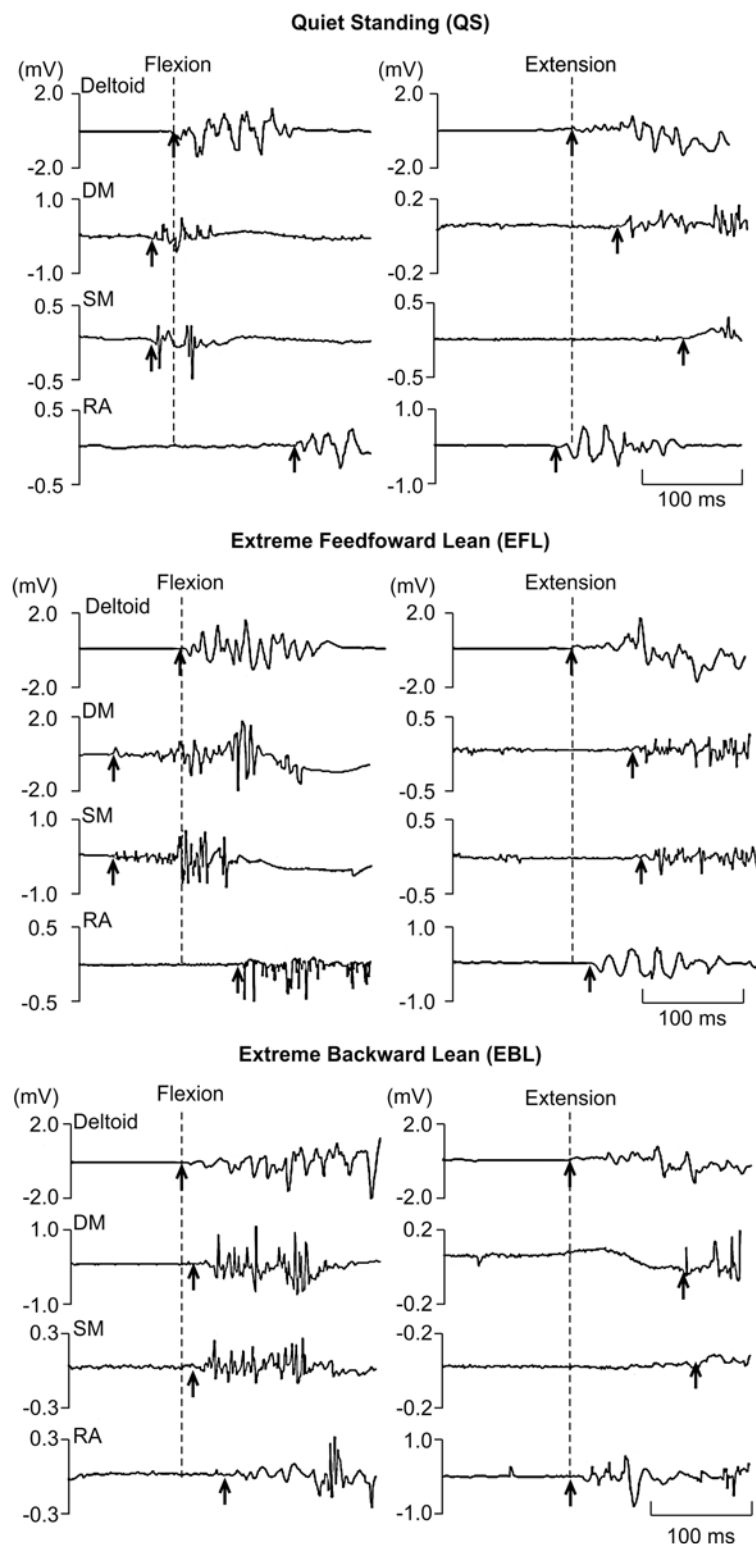 Quiet Standing (QS)
Flexion
Extension
(mV)
(mV)
Deltoid
2.0
2.0
-2.0
-2.0
DM
1.0
0.2
-1.0
-0.2
SM
0.5
0.5
-0.5
-0.5
RA
0.5
1.0
-0.5
-1.0
100 ms
Extreme Feedfoward Lean (EFL)
(mV)
Flexion
(mV)
Extension
Deltoid
2.0
2.0
-2.0
-2.0
DM
2.0
0.5
-2.0
-0.5
SM
1.0
0.5
-1.0
-0.5
RA
0.5
1.0
-0.5
-1.0
100 ms
Extreme Backward Lean (EBL)
(mV)
Flexion
(mV)
Extension
Deltoid
2.0
2.0
-2.0
-2.0
DM
1.0
0.2
-1.0
-0.2
SM
0.3
-0.2
-0.3
-0.2
RA
0.3
1.0
-0.3
-1.0
100 ms